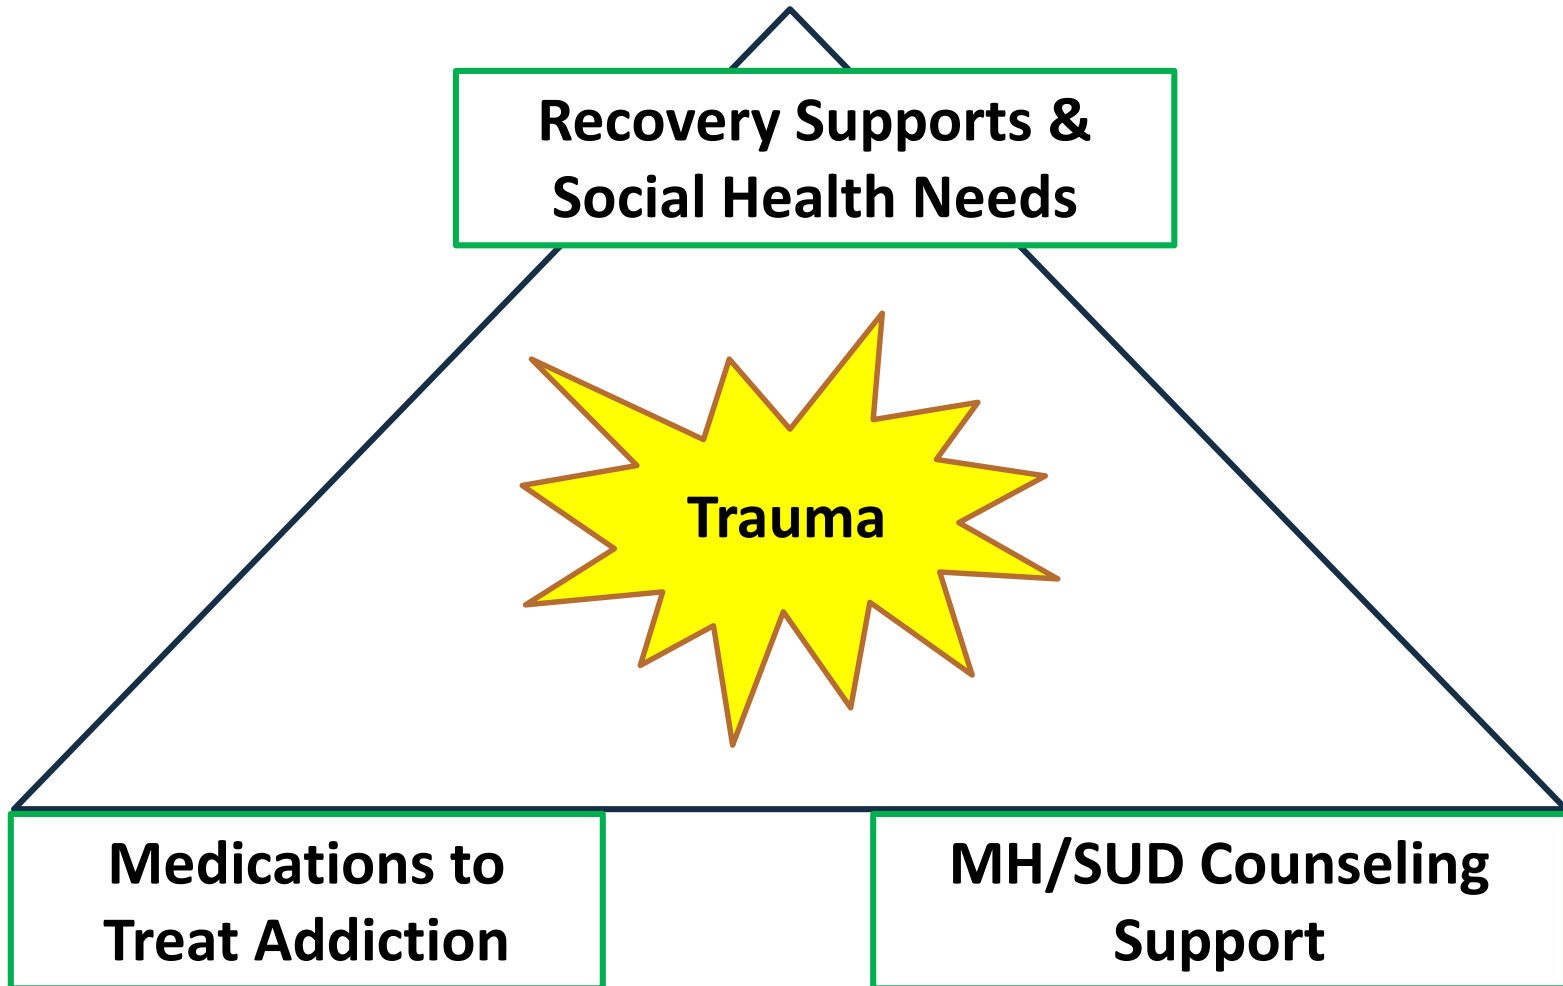 Recovery Supports &
Social Health Needs
Trauma
Medications to
Treat Addiction
MH/SUD Counseling
Support